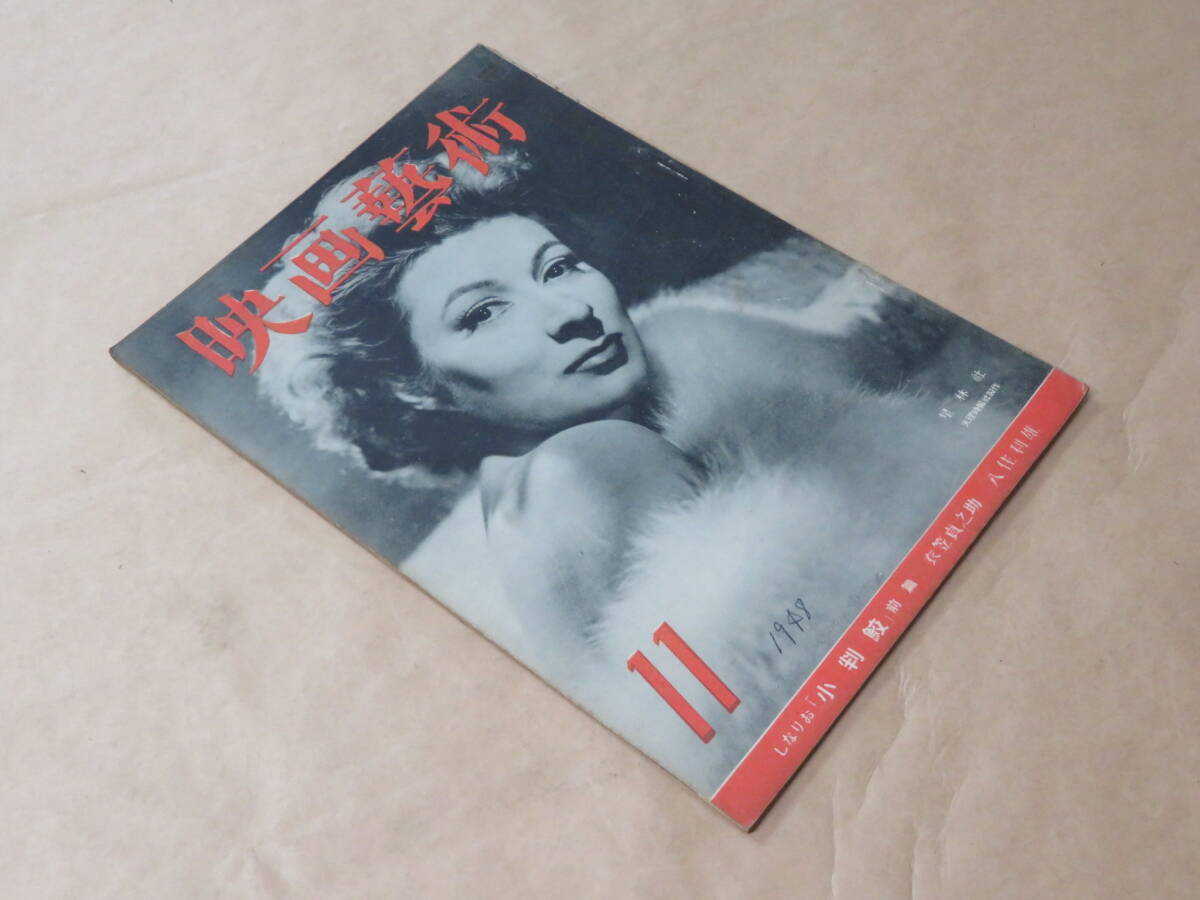 映画藝術
星林社
11
1948
しなりお「小判鮫」前篇 衣笠貞之助 八住利雄